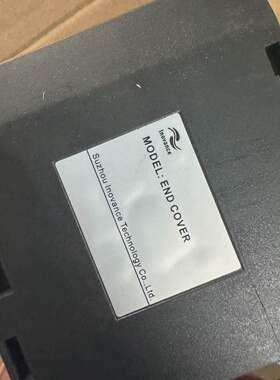 Inovance
MODEL: END COVER
Suzhou Inovance Technology Co.,Ltd.